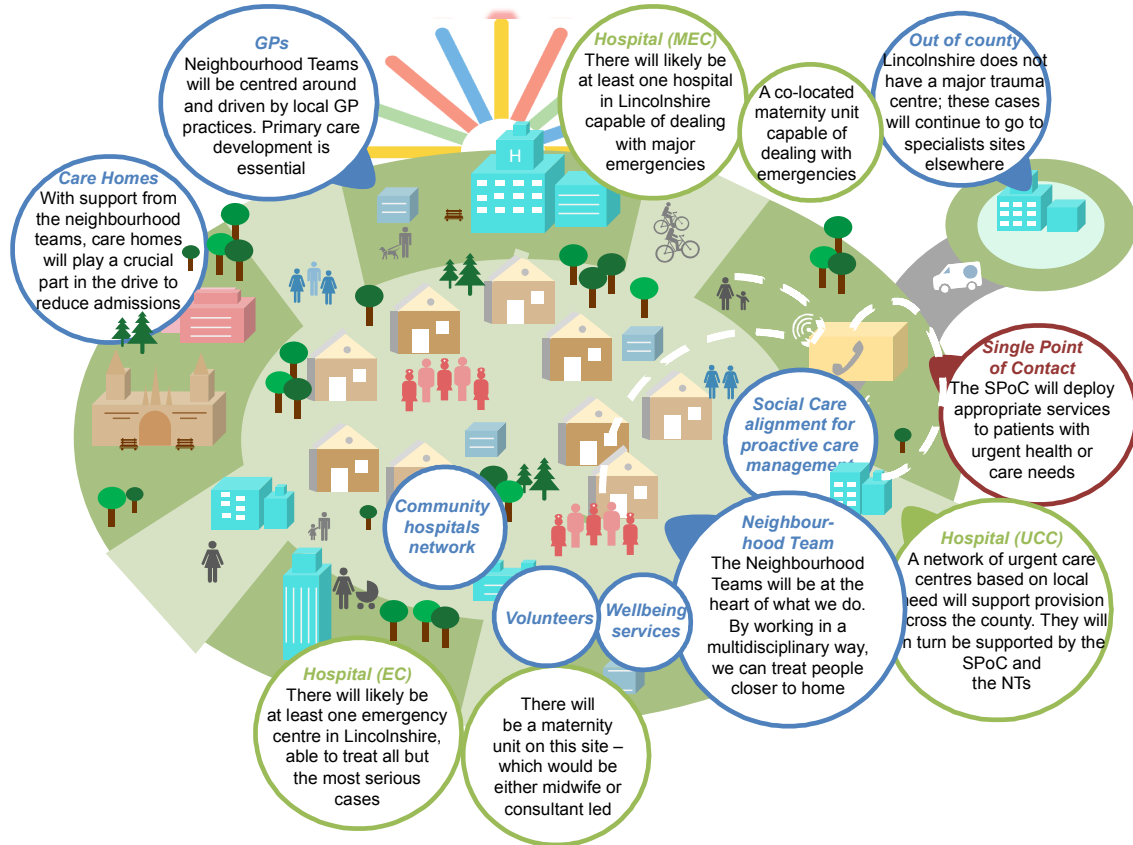 GPs
Neighbourhood Teams
will be centred around
and driven by local GP
practices. Primary care
development is
essential
Hospital (MEC)
There will likely be
at least one hospital
in Lincolnshire
capable of dealing
with major
emergencies
A co-located
maternity unit
capable of
dealing with
emergencies
Out of county
Lincolnshire does not
have a major trauma
centre; these cases
will continue to go to
specialists sites
elsewhere
Care Homes
With support from
the neighbourhood
teams, care homes
will play a crucial
part in the drive to
reduce admissions
H
Single Point
of Contact
The SPoC will deploy
appropriate services
to patients with
urgent health or
care needs
Social Care
alignment for
proactive care
management
Community
hospitals
network
Neighbour-
hood Team
The Neighbourhood
Teams will be at the
heart of what we do.
By working in a
multidisciplinary way,
we can treat people
closer to home
Hospital (UCC)
A network of urgent care
centres based on local
need will support provision
across the county. They will
in turn be supported by the
SPoC and
the NTs
Volunteers
Wellbeing
services
Hospital (EC)
There will likely be
at least one emergency
centre in Lincolnshire,
able to treat all but
the most serious
cases
There will
be a maternity
unit on this site –
which would be
either midwife or
consultant led